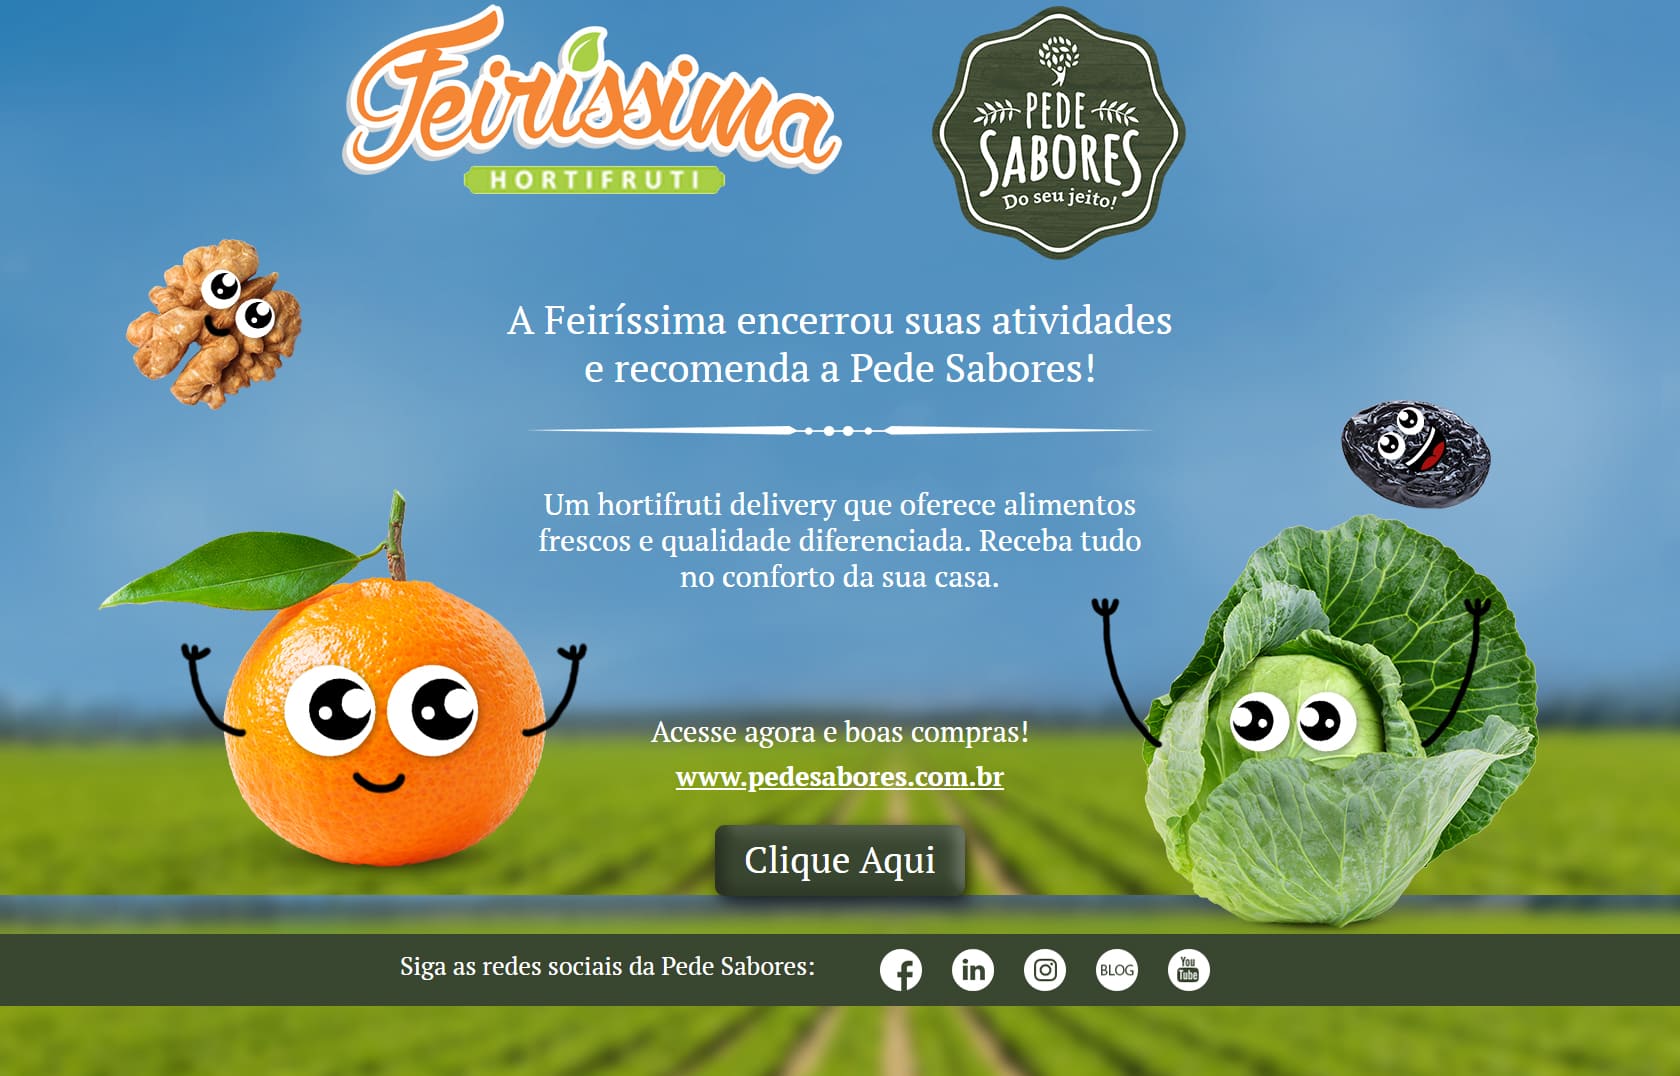 Feiríssima
HORTIFRUTI
PEDE
SABORES
Do seu jeito!
A Feiríssima encerrou suas atividades
e recomenda a Pede Sabores!
Um hortifruti delivery que oferece alimentos
frescos e qualidade diferenciada. Receba tudo
no conforto da sua casa.
Acesse agora e boas compras!
www.pedesabores.com.br
Clique Aqui
Siga as redes sociais da Pede Sabores:
f
in
BLOG
You
Tube